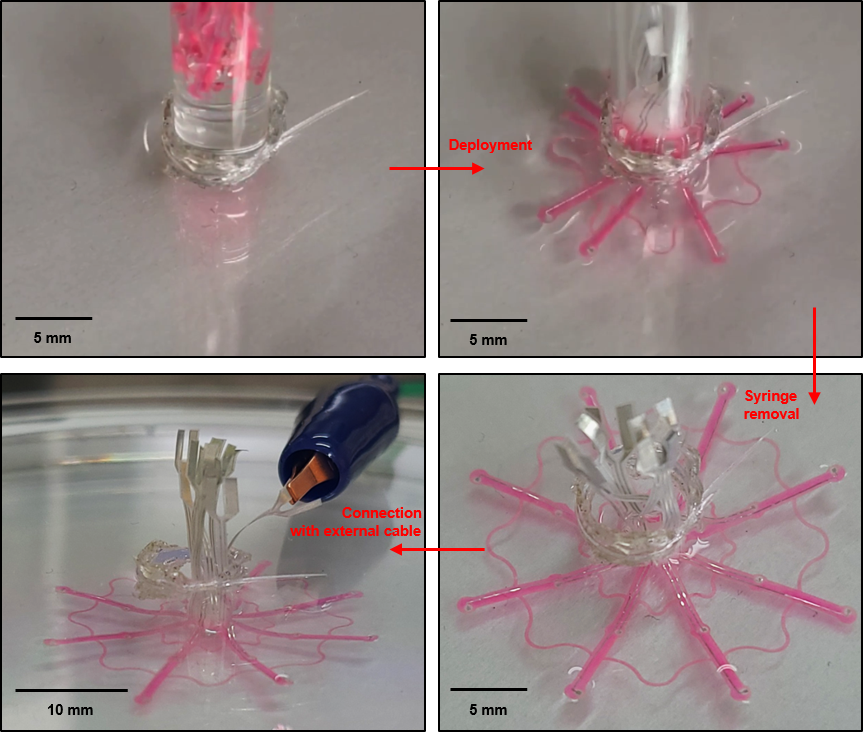 Deployment
5 mm
5 mm
Syringe
removal
Connection
with external cable
10 mm
5 mm